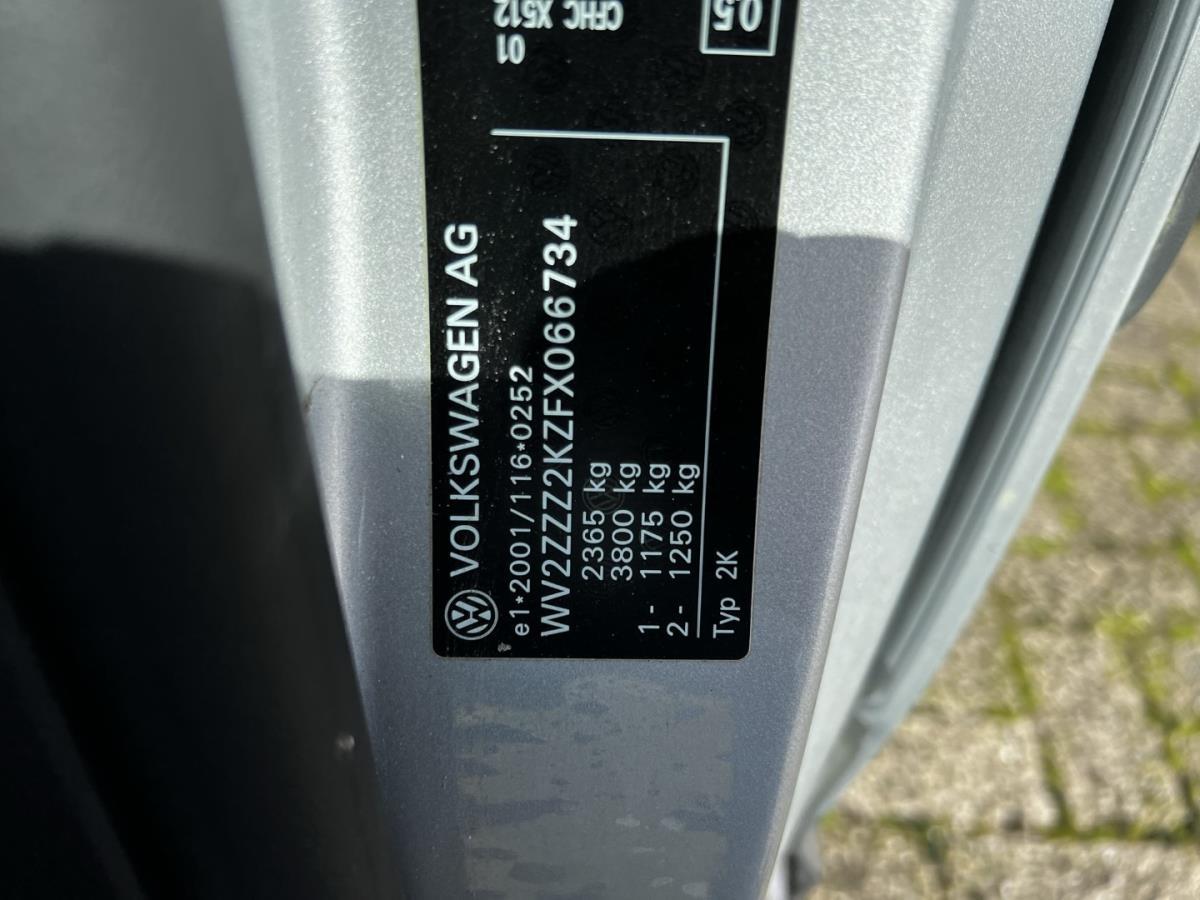 VOLKSWAGEN AG
e1*2001/116*0252
WV2ZZZ2KZFX066734
2365 kg
3800 kg
1- 1175 kg
2- 1250 kg
Typ 2K
01
CFHC X512
0.5